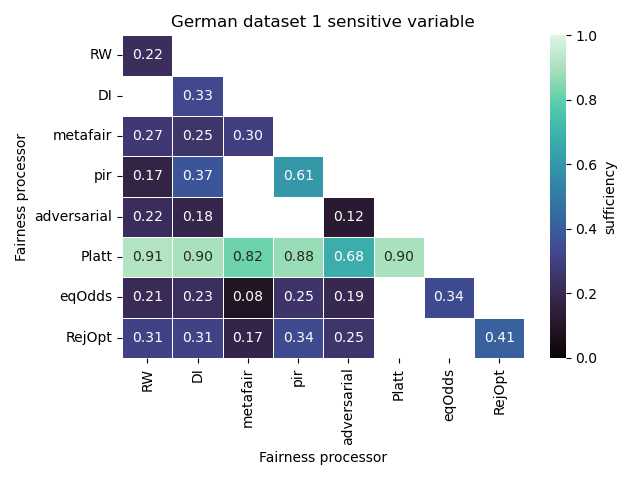 German dataset 1 sensitive variable
RW 0.22
DI 0.33
metafair 0.27 0.25 0.30
pir 0.17 0.37 0.61
adversarial 0.22 0.18 0.12
Platt 0.91 0.90 0.82 0.88 0.68 0.90
eqOdds 0.21 0.23 0.08 0.25 0.19 0.34
RejOpt 0.31 0.31 0.17 0.34 0.25 0.41
Fairness processor
RW DI metafair pir adversarial Platt eqOdds RejOpt
Fairness processor
1.0
0.8
0.6
0.4
0.2
0.0
sufficiency